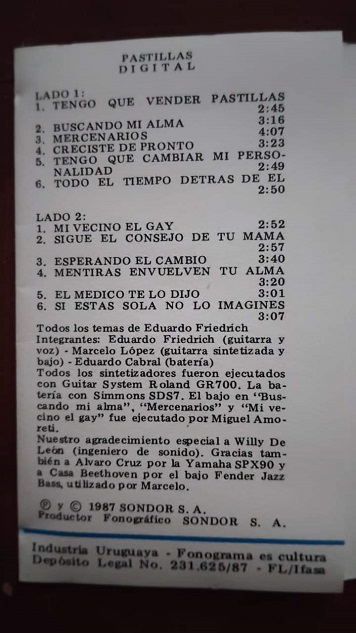 PASTILLAS
DIGITAL
LADO 1:
1. TENGO QUE VENDER PASTILLAS
2:45
2. BUSCANDO MI ALMA 3:16
3. MERCENARIOS 4:07
4. CRECISTE DE PRONTO 3:23
5. TENGO QUE CAMBIAR MI PERSO-
NALIDAD 2:49
6. TODO EL TIEMPO DETRAS DE EL
2:50
LADO 2:
1. MI VECINO EL GAY 2:52
2. SIGUE EL CONSEJO DE TU MAMA
2:57
3. ESPERANDO EL CAMBIO 3:40
4. MENTIRAS ENVUELVEN TU ALMA
3:20
5. EL MEDICO TE LO DIJO 3:01
6. SI ESTAS SOLA NO LO IMAGINES
3:07
Todos los temas de Eduardo Friedrich
Integrantes: Eduardo Friedrich (guitarra y
voz) - Marcelo López (guitarra sintetizada y
bajo) - Eduardo Cabral (batería)
Todos los sintetizadores fueron ejecutados
con Guitar System Roland GR700. La ba-
tería con Simmons SDS7. El bajo en "Bus-
cando mi alma", "Mercenarios" y "Mi ve-
cino el gay" fue ejecutado por Miguel Amo-
reti.
Nuestro agradecimiento especial a Willy De
León (ingeniero de sonido). Gracias tam-
bién a Alvaro Cruz por la Yamaha SPX90 y
a Casa Beethoven por el bajo Fender Jazz
Bass, utilizado por Marcelo.
℗ y © 1987 SONDOR S. A.
Productor Fonográfico SONDOR S. A.
Industria Uruguaya - Fonograma es cultura
Depósito Legal No. 231.625/87 - FL/Ifasa